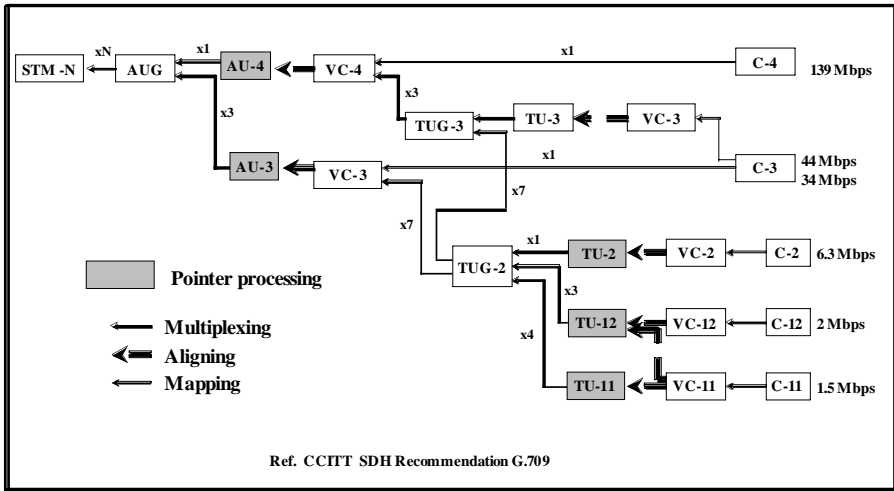 xN
x1
x1
STM -N
AUG
AU-4
VC-4
C-4
139 Mbps
x3
x3
TUG-3
TU-3
VC-3
x1
AU-3
VC-3
C-3
44 Mbps
34 Mbps
x7
x7
x1
TUG-2
TU-2
VC-2
C-2
6.3 Mbps
Pointer processing
x3
Multiplexing
x4
TU-12
VC-12
C-12
2 Mbps
Aligning
Mapping
TU-11
VC-11
C-11
1.5 Mbps
Ref. CCITT SDH Recommendation G.709